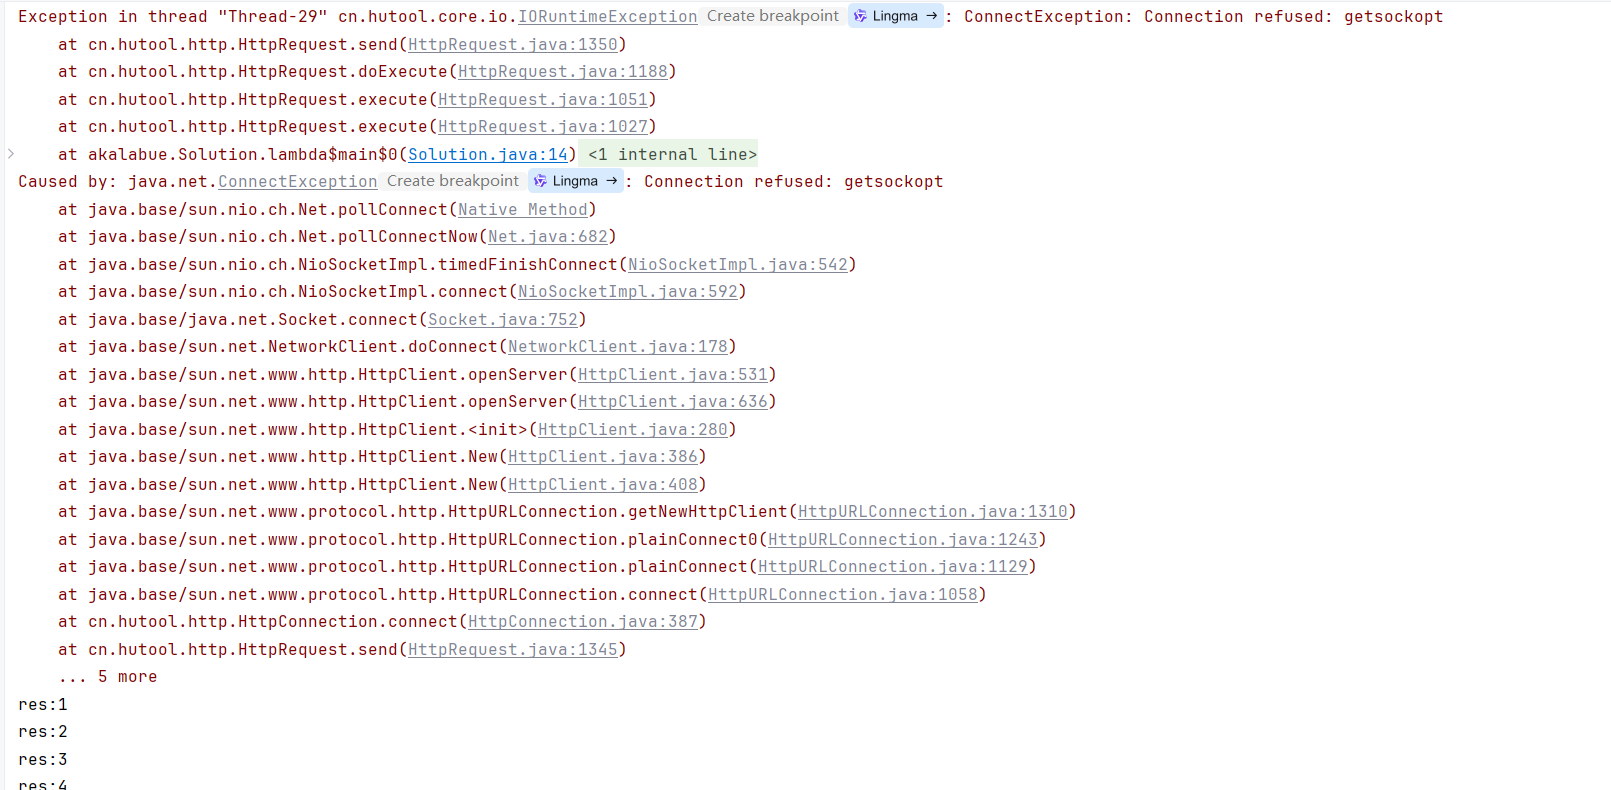 Exception in thread "Thread-29" cn.hutool.core.io.IORuntimeException Create breakpoint Lingma → : ConnectException: Connection refused: getsockopt
at cn.hutool.http.HttpRequest.send(HttpRequest.java:1350)
at cn.hutool.http.HttpRequest.doExecute(HttpRequest.java:1188)
at cn.hutool.http.HttpRequest.execute(HttpRequest.java:1051)
at cn.hutool.http.HttpRequest.execute(HttpRequest.java:1027)
at akalabue.Solution.lambda$main$0(Solution.java:14) <1 internal line>
Caused by: java.net.ConnectException Create breakpoint Lingma → : Connection refused: getsockopt
at java.base/sun.nio.ch.Net.pollConnect(Native Method)
at java.base/sun.nio.ch.Net.pollConnectNow(Net.java:682)
at java.base/sun.nio.ch.NioSocketImpl.timedFinishConnect(NioSocketImpl.java:542)
at java.base/sun.nio.ch.NioSocketImpl.connect(NioSocketImpl.java:592)
at java.base/java.net.Socket.connect(Socket.java:752)
at java.base/sun.net.NetworkClient.doConnect(NetworkClient.java:178)
at java.base/sun.net.www.http.HttpClient.openServer(HttpClient.java:531)
at java.base/sun.net.www.http.HttpClient.openServer(HttpClient.java:636)
at java.base/sun.net.www.http.HttpClient.<init>(HttpClient.java:280)
at java.base/sun.net.www.http.HttpClient.New(HttpClient.java:386)
at java.base/sun.net.www.http.HttpClient.New(HttpClient.java:408)
at java.base/sun.net.www.protocol.http.HttpURLConnection.getNewHttpClient(HttpURLConnection.java:1310)
at java.base/sun.net.www.protocol.http.HttpURLConnection.plainConnect0(HttpURLConnection.java:1243)
at java.base/sun.net.www.protocol.http.HttpURLConnection.plainConnect(HttpURLConnection.java:1129)
at java.base/sun.net.www.protocol.http.HttpURLConnection.connect(HttpURLConnection.java:1058)
at cn.hutool.http.HttpConnection.connect(HttpConnection.java:387)
at cn.hutool.http.HttpRequest.send(HttpRequest.java:1345)
... 5 more
res:1
res:2
res:3
res:4